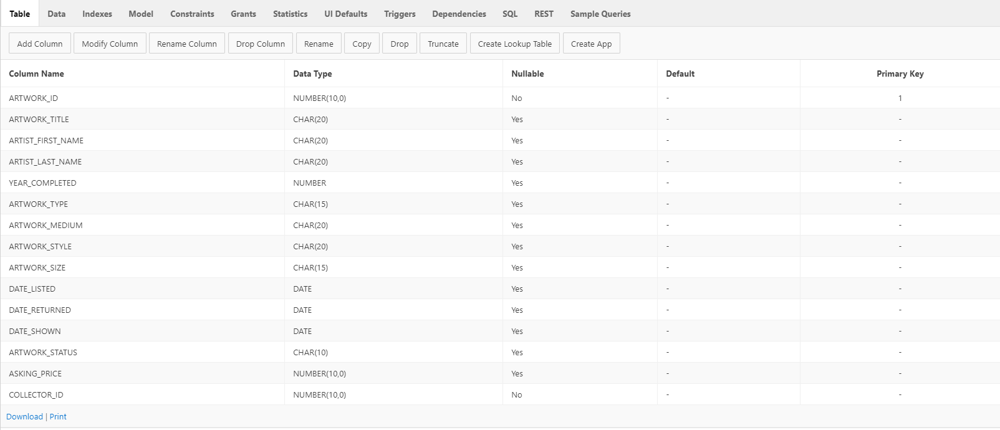 Table Data Indexes Model Constraints Grants Statistics UI Defaults Triggers Dependencies SQL REST Sample Queries
Add Column Modify Column Rename Column Drop Column Rename Copy Drop Truncate Create Lookup Table Create App
Column Name Data Type Nullable Default Primary Key
ARTWORK_ID NUMBER(10,0) No - 1
ARTWORK_TITLE CHAR(20) Yes - -
ARTIST_FIRST_NAME CHAR(20) Yes - -
ARTIST_LAST_NAME CHAR(20) Yes - -
YEAR_COMPLETED NUMBER Yes - -
ARTWORK_TYPE CHAR(15) Yes - -
ARTWORK_MEDIUM CHAR(20) Yes - -
ARTWORK_STYLE CHAR(20) Yes - -
ARTWORK_SIZE CHAR(15) Yes - -
DATE_LISTED DATE Yes - -
DATE_RETURNED DATE Yes - -
DATE_SHOWN DATE Yes - -
ARTWORK_STATUS CHAR(10) Yes - -
ASKING_PRICE NUMBER(10,0) Yes - -
COLLECTOR_ID NUMBER(10,0) No - -
Download | Print